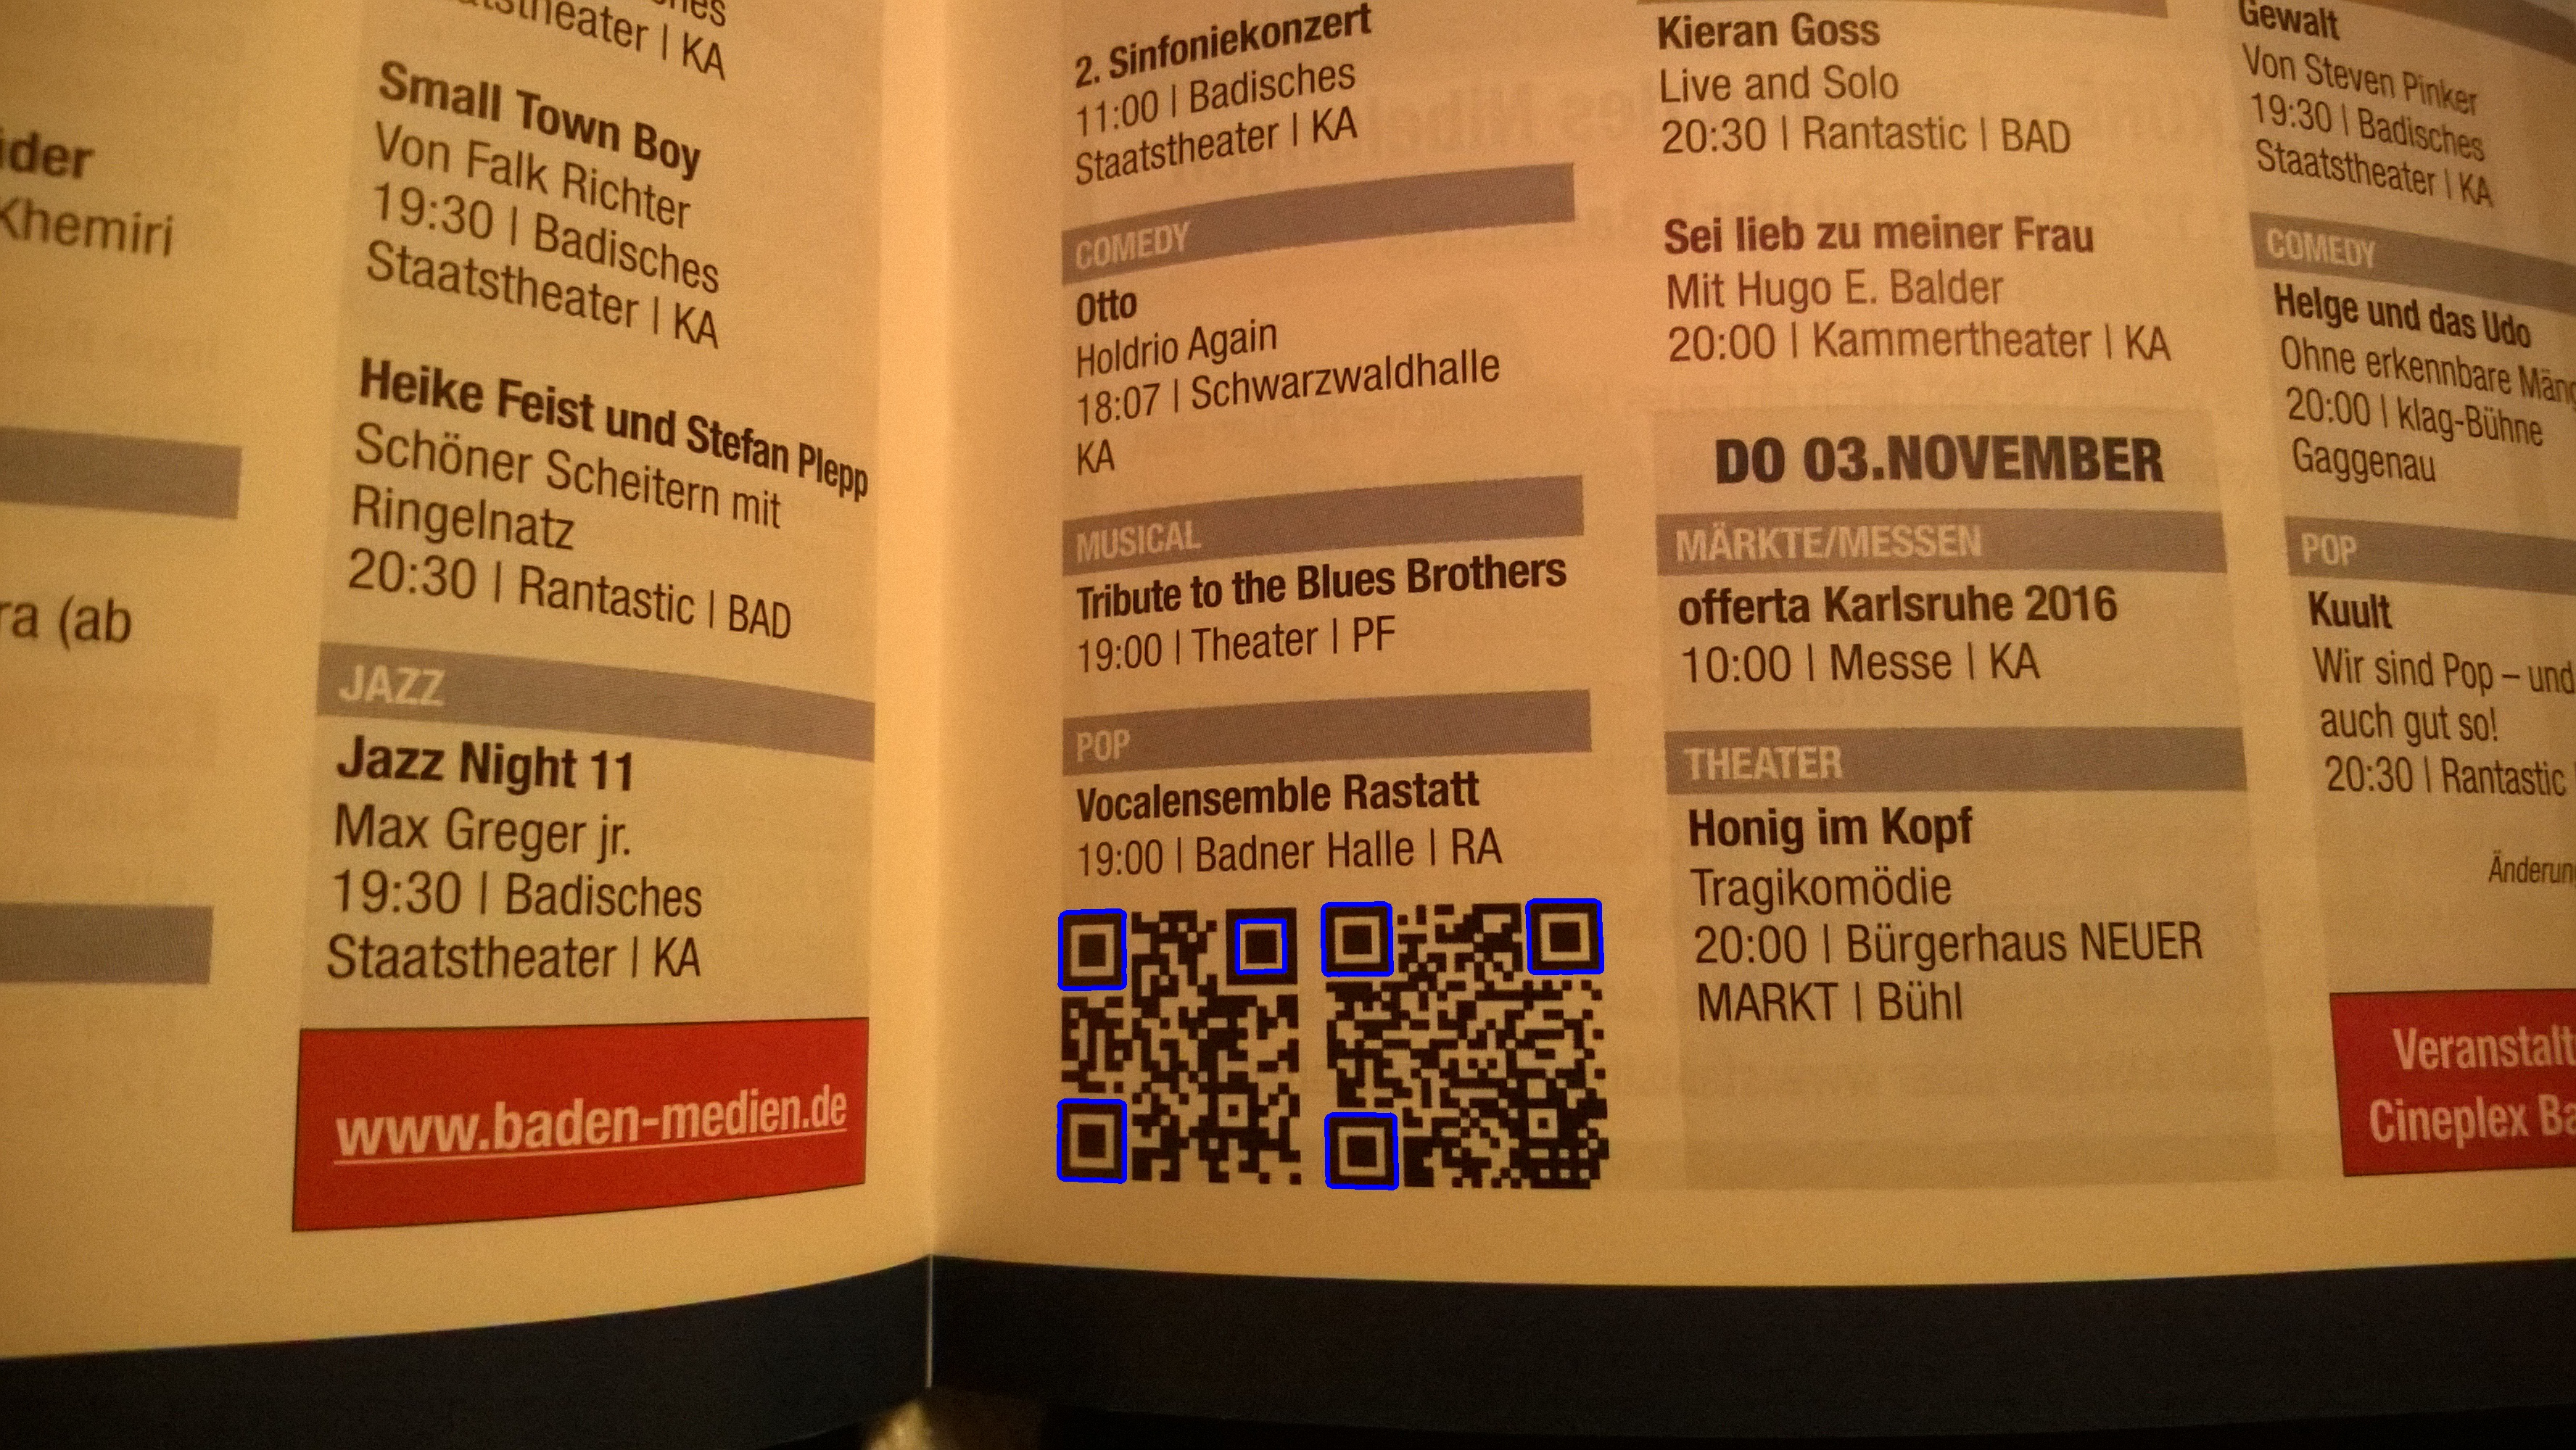 Staatstheater | KA
Small Town Boy
Von Falk Richter
19:30 | Badisches
Staatstheater | KA
Heike Feist und Stefan Plepp
Schöner Scheitern mit
Ringelnatz
20:30 | Rantastic | BAD
JAZZ
Jazz Night 11
Max Greger jr.
19:30 | Badisches
Staatstheater | KA
www.baden-medien.de
Khemiri
(ab
2. Sinfoniekonzert
11:00 | Badisches
Staatstheater | KA
COMEDY
Otto
Holdrio Again
18:07 | Schwarzwaldhalle
KA
MUSICAL
Tribute to the Blues Brothers
19:00 | Theater | PF
POP
Vocalensemble Rastatt
19:00 | Badner Halle | RA
Kieran Goss
Live and Solo
20:30 | Rantastic | BAD
Sei lieb zu meiner Frau
Mit Hugo E. Balder
20:00 | Kammertheater | KA
DO 03.NOVEMBER
MÄRKTE/MESSEN
offerta Karlsruhe 2016
10:00 | Messe | KA
THEATER
Honig im Kopf
Tragikomödie
20:00 | Bürgerhaus NEUER
MARKT | Bühl
Gewalt
Von Steven Pinker
19:30 | Badisches
Staatstheater | KA
COMEDY
Helge und das Udo
Ohne erkennbare Mäng
20:00 | klag-Bühne
Gaggenau
POP
Kuult
Wir sind Pop – und
auch gut so!
20:30 | Rantastic
Änderun
Veranstalt
Cineplex Ba